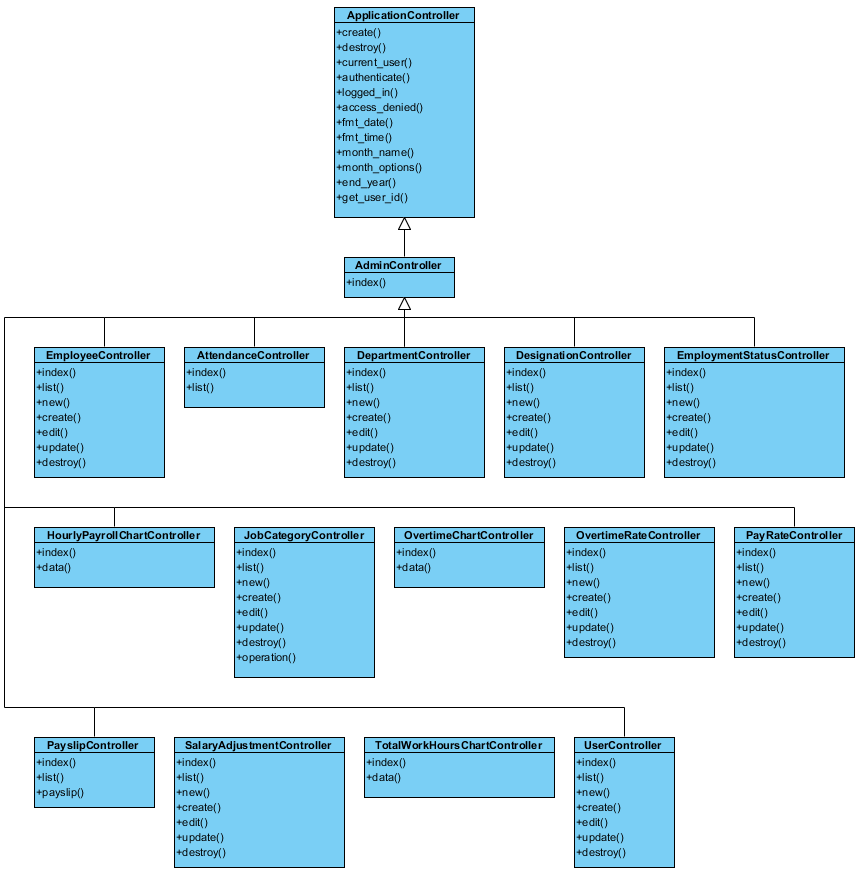 ApplicationController
+create()
+destroy()
+current_user()
+authenticate()
+logged_in()
+access_denied()
+fmt_date()
+fmt_time()
+month_name()
+month_options()
+end_year()
+get_user_id()
AdminController
+index()
EmployeeController
+index()
+list()
+new()
+create()
+edit()
+update()
+destroy()
AttendanceController
+index()
+list()
DepartmentController
+index()
+list()
+new()
+create()
+edit()
+update()
+destroy()
DesignationController
+index()
+list()
+new()
+create()
+edit()
+update()
+destroy()
EmploymentStatusController
+index()
+list()
+new()
+create()
+edit()
+update()
+destroy()
HourlyPayrollChartController
+index()
+data()
JobCategoryController
+index()
+list()
+new()
+create()
+edit()
+update()
+destroy()
+operation()
OvertimeChartController
+index()
+data()
OvertimeRateController
+index()
+list()
+new()
+create()
+edit()
+update()
+destroy()
PayRateController
+index()
+list()
+new()
+create()
+edit()
+update()
+destroy()
PayslipController
+index()
+list()
+payslip()
SalaryAdjustmentController
+index()
+list()
+new()
+create()
+edit()
+update()
+destroy()
TotalWorkHoursChartController
+index()
+data()
UserController
+index()
+list()
+new()
+create()
+edit()
+update()
+destroy()